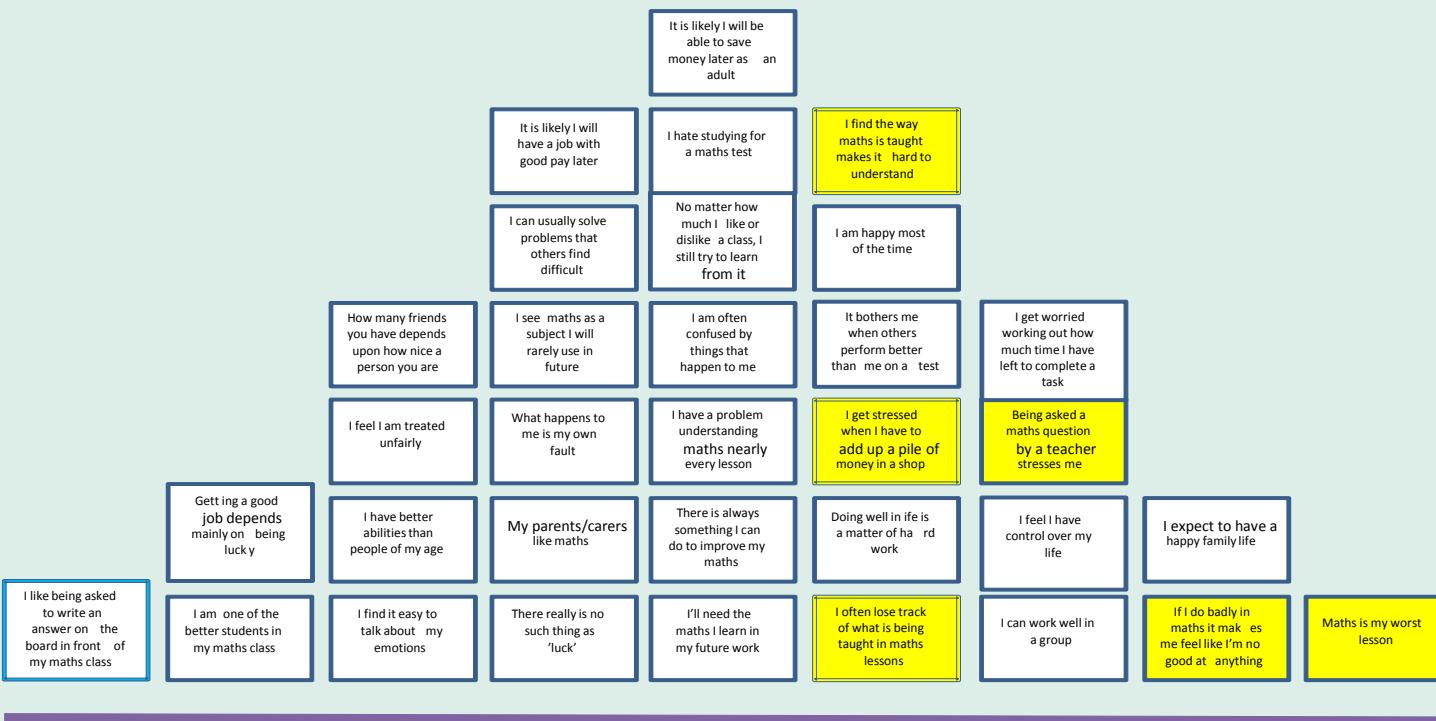 It is likely I will be
able to save
money later as an
adult
It is likely I will
have a job with
good pay later
I hate studying for
a maths test
I find the way
maths is taught
makes it hard to
understand
I can usually solve
problems that
others find
difficult
No matter how
much I like or
dislike a class, I
still try to learn
from it
I am happy most
of the time
How many friends
you have depends
upon how nice a
person you are
I see maths as a
subject I will
rarely use in
future
I am often
confused by
things that
happen to me
It bothers me
when others
perform better
than me on a test
I get worried
working out how
much time I have
left to complete a
task
I feel I am treated
unfairly
What happens to
me is my own
fault
I have a problem
understanding
maths nearly
every lesson
I get stressed
when I have to
add up a pile of
money in a shop
Being asked a
maths question
by a teacher
stresses me
Gett ing a good
job depends
mainly on being
luck y
I have better
abilities than
people of my age
My parents/carers
like maths
There is always
something I can
do to improve my
maths
Doing well in ife is
a matter of ha rd
work
I feel I have
control over my
life
I expect to have a
happy family life
I like being asked
to write an
answer on the
board in front of
my maths class
I am one of the
better students in
my maths class
I find it easy to
talk about my
emotions
There really is no
such thing as
'luck'
I'll need the
maths I learn in
my future work
I often lose track
of what is being
taught in maths
lessons
I can work well in
a group
If I do badly in
maths it mak es
me feel like I'm no
good at anything
Maths is my worst
lesson